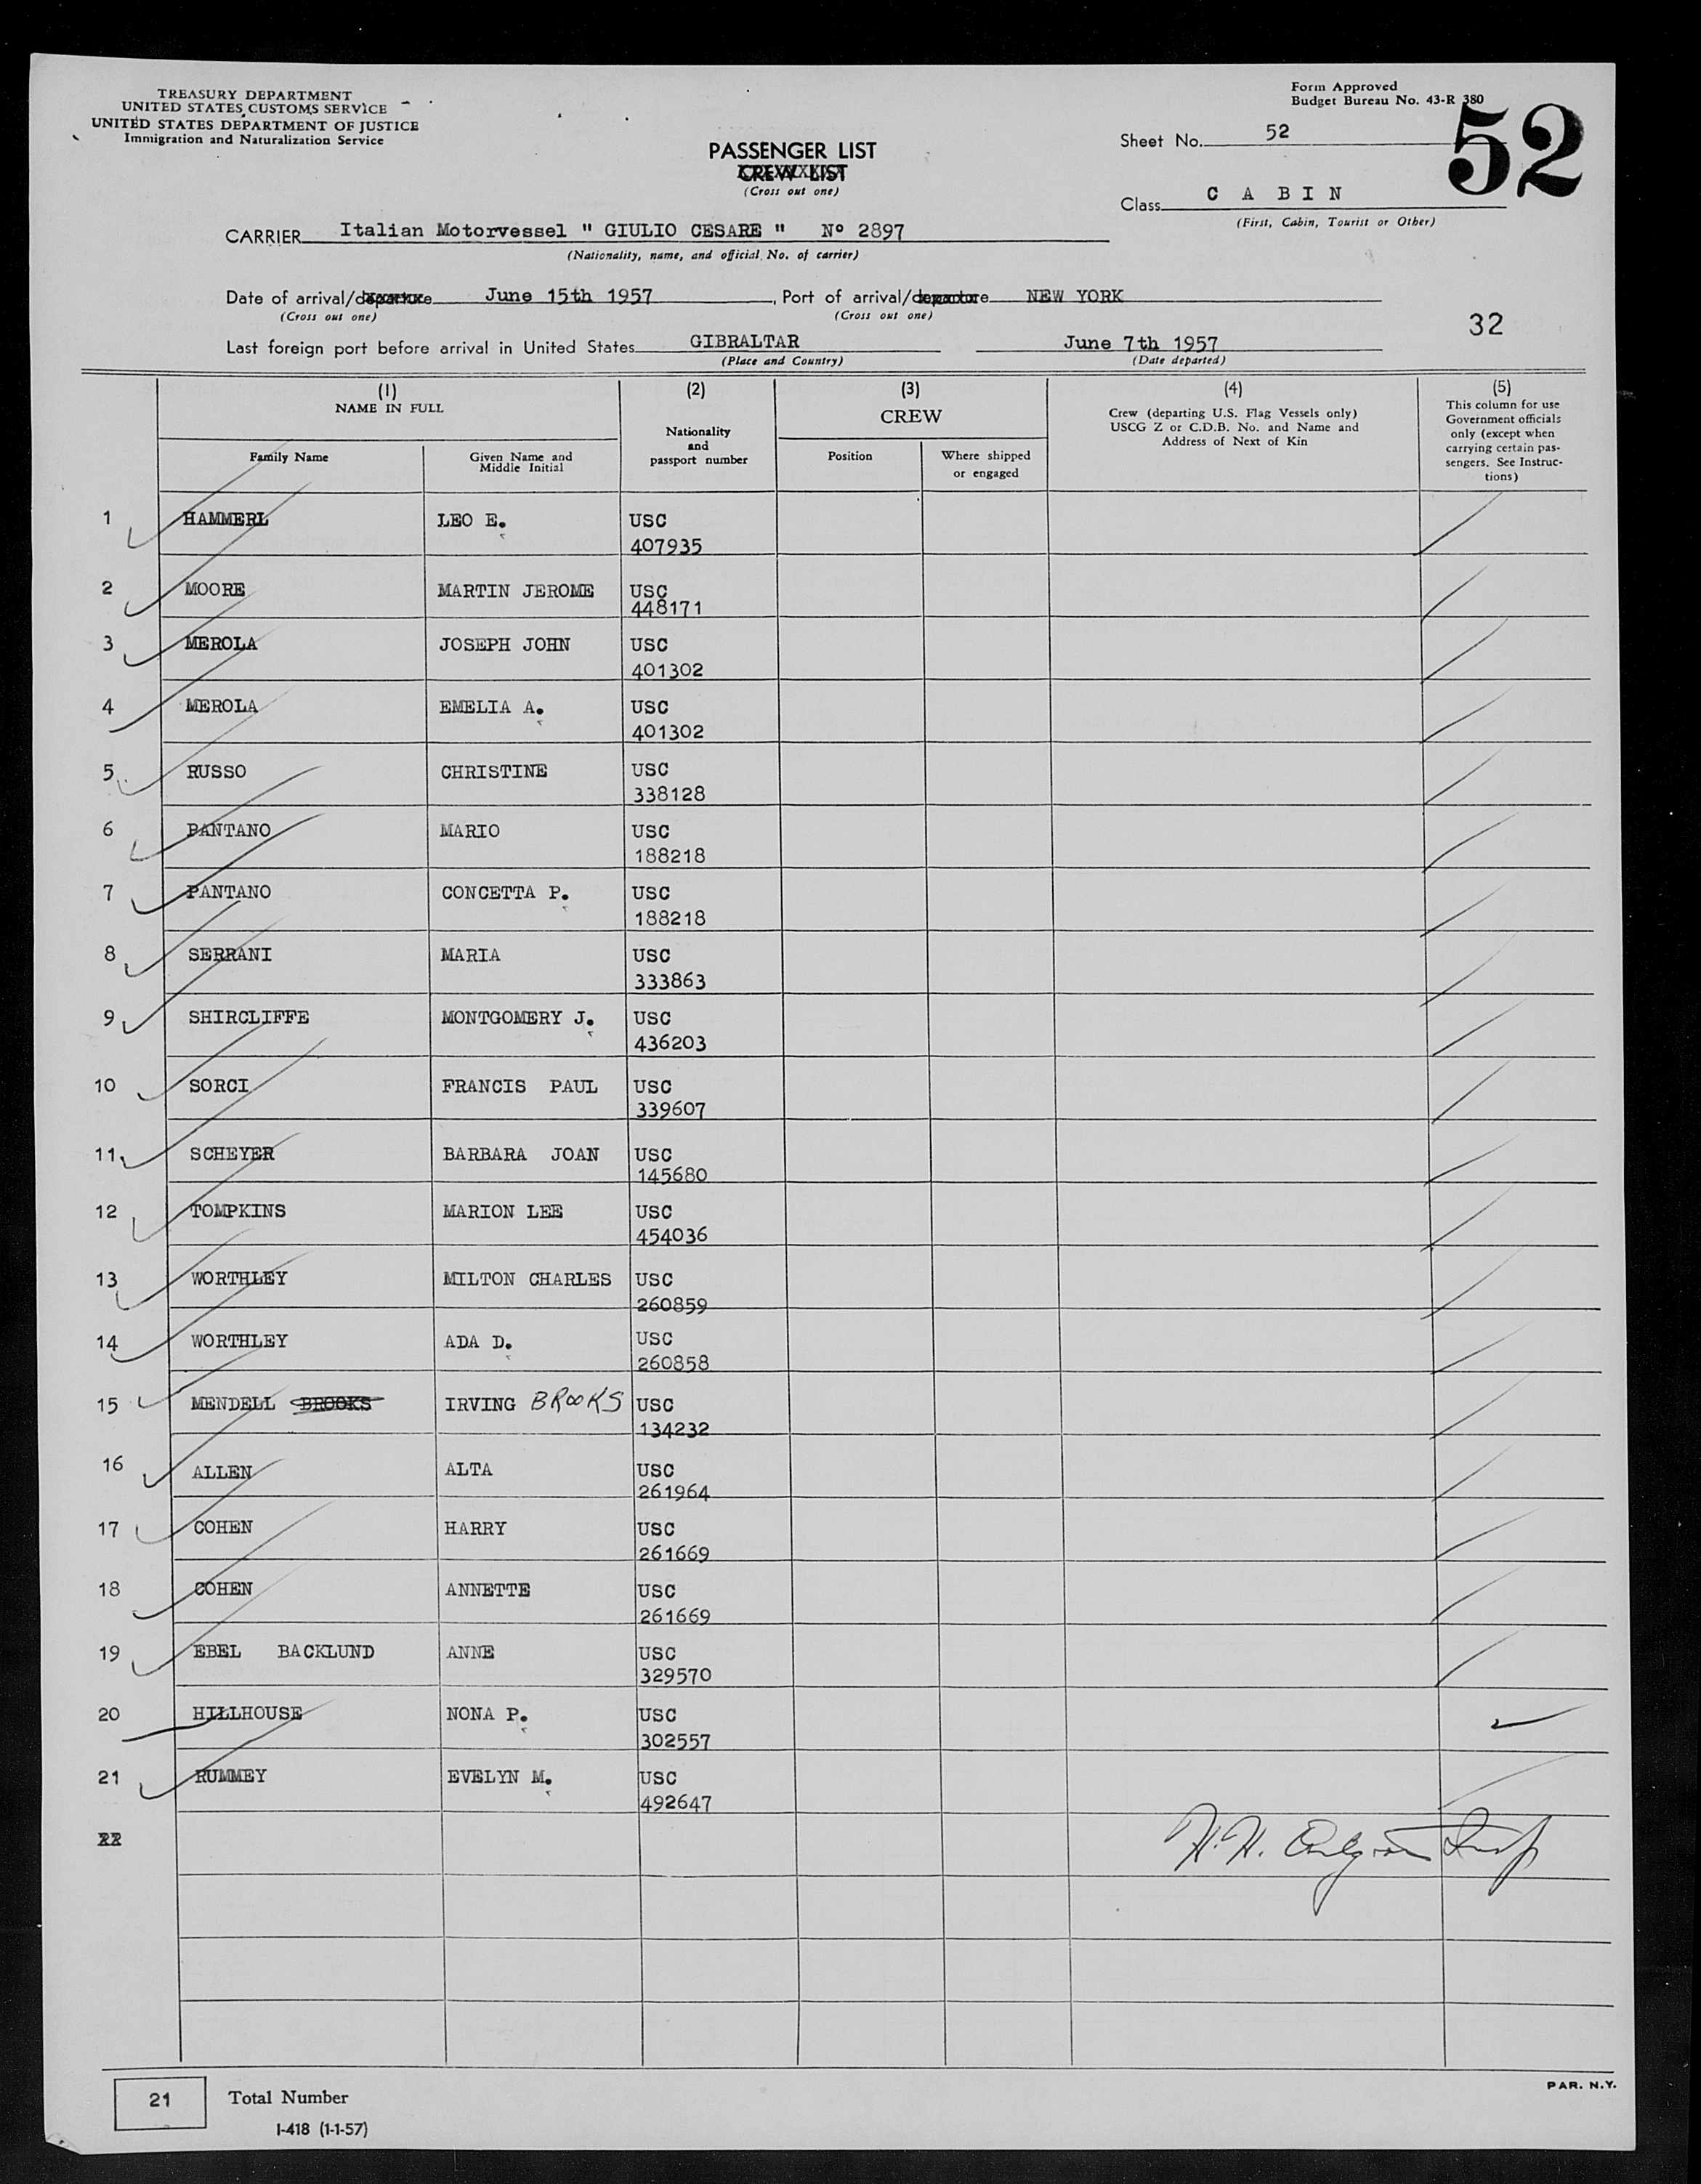 TREASURY DEPARTMENT
UNITED STATES CUSTOMS SERVICE
UNITED STATES DEPARTMENT OF JUSTICE
Immigration and Naturalization Service
Form Approved
Budget Bureau No. 43-R 380
52
Sheet No. 52
PASSENGER LIST
CREW LIST
(Cross out one)
Class C A B I N
(First, Cabin, Tourist or Other)
CARRIER Italian Motorvessel " GIULIO CESARE " Nº 2897
(Nationality, name, and official No. of carrier)
Date of arrival/departure June 15th 1957, Port of arrival/departure NEW YORK
(Cross out one) (Cross out one)
32
Last foreign port before arrival in United States GIBRALTAR June 7th 1957
(Place and Country) (Date departed)
(1) (2) (3) (4) (5)
NAME IN FULL Nationality and passport number CREW Crew (departing U.S. Flag Vessels only) USCG Z or C.D.B. No. and Name and Address of Next of Kin This column for use Government officials only (except when carrying certain passengers. See Instructions)
Family Name Given Name and Middle Initial Position Where shipped or engaged
1 HAMMERL LEO E. USC
407935
2 MOORE MARTIN JEROME USC
448171
3 MEROLA JOSEPH JOHN USC
401302
4 MEROLA EMELIA A. USC
401302
5 RUSSO CHRISTINE USC
338128
6 PANTANO MARIO USC
188218
7 PANTANO CONCETTA P. USC
188218
8 SERRANI MARIA USC
333863
9 SHIRCLIFFE MONTGOMERY J. USC
436203
10 SORCI FRANCIS PAUL USC
339607
11 SCHEYER BARBARA JOAN USC
145680
12 TOMPKINS MARION LEE USC
454036
13 WORTHLEY MILTON CHARLES USC
260859
14 WORTHLEY ADA D. USC
260858
15 MENDELL BROOKS IRVING BROOKS USC
134232
16 ALLEN ALTA USC
261964
17 COHEN HARRY USC
261669
18 COHEN ANNETTE USC
261669
19 EBEL BACKLUND ANNE USC
329570
20 HILLHOUSE NONA P. USC
302557
21 RUMMEY EVELYN M. USC
492647
22
21 Total Number
I-418 (1-1-57)
PAR. N.Y.